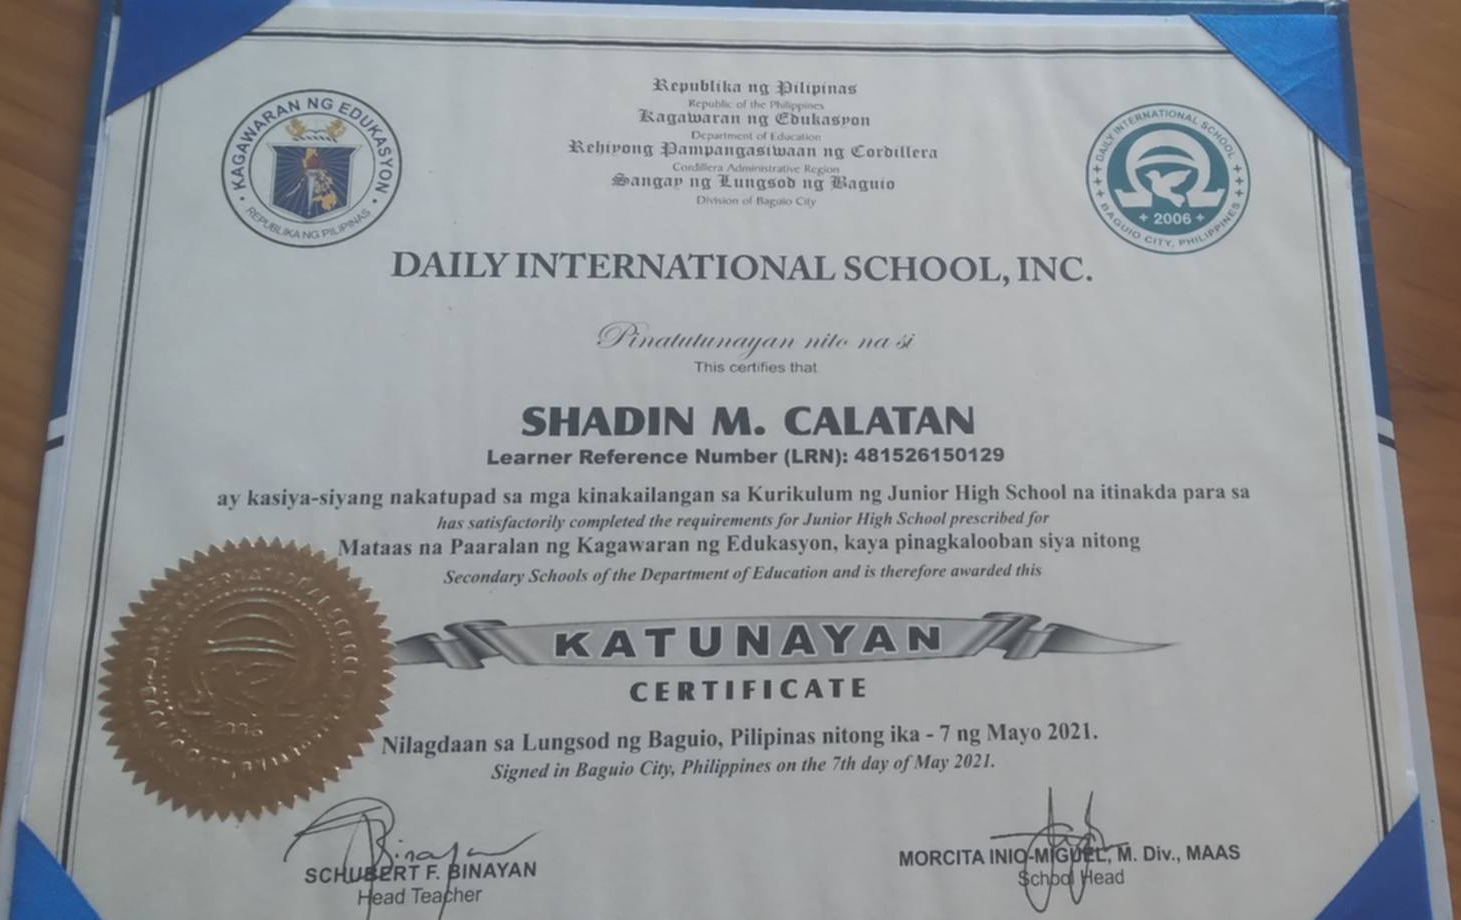 Republika ng Pilipinas
Republic of the Philippines
Kagawaran ng Edukasyon
Department of Education
Rehiyong Pampangasiwaan ng Cordillera
Cordillera Administrative Region
Sangay ng Lungsod ng Baguio
Division of Baguio City
KAGAWARAN NG EDUKASYON
REPUBLIKA NG PILIPINAS
DAILY INTERNATIONAL SCHOOL
2006
BAGUIO CITY, PHILIPPINES
DAILY INTERNATIONAL SCHOOL, INC.
Pinatutunayan nito na si
This certifies that
SHADIN M. CALATAN
Learner Reference Number (LRN): 481526150129
ay kasiya-siyang nakatupad sa mga kinakailangan sa Kurikulum ng Junior High School na itinakda para sa
has satisfactorily completed the requirements for Junior High School prescribed for
Mataas na Paaralan ng Kagawaran ng Edukasyon, kaya pinagkalooban siya nitong
Secondary Schools of the Department of Education and is therefore awarded this
KATUNAYAN
CERTIFICATE
Nilagdaan sa Lungsod ng Baguio, Pilipinas nitong ika - 7 ng Mayo 2021.
Signed in Baguio City, Philippines on the 7th day of May 2021.
SCHUBERT F. BINAYAN
Head Teacher
MORCITA INIO-MIGUEL, M. Div., MAAS
School Head